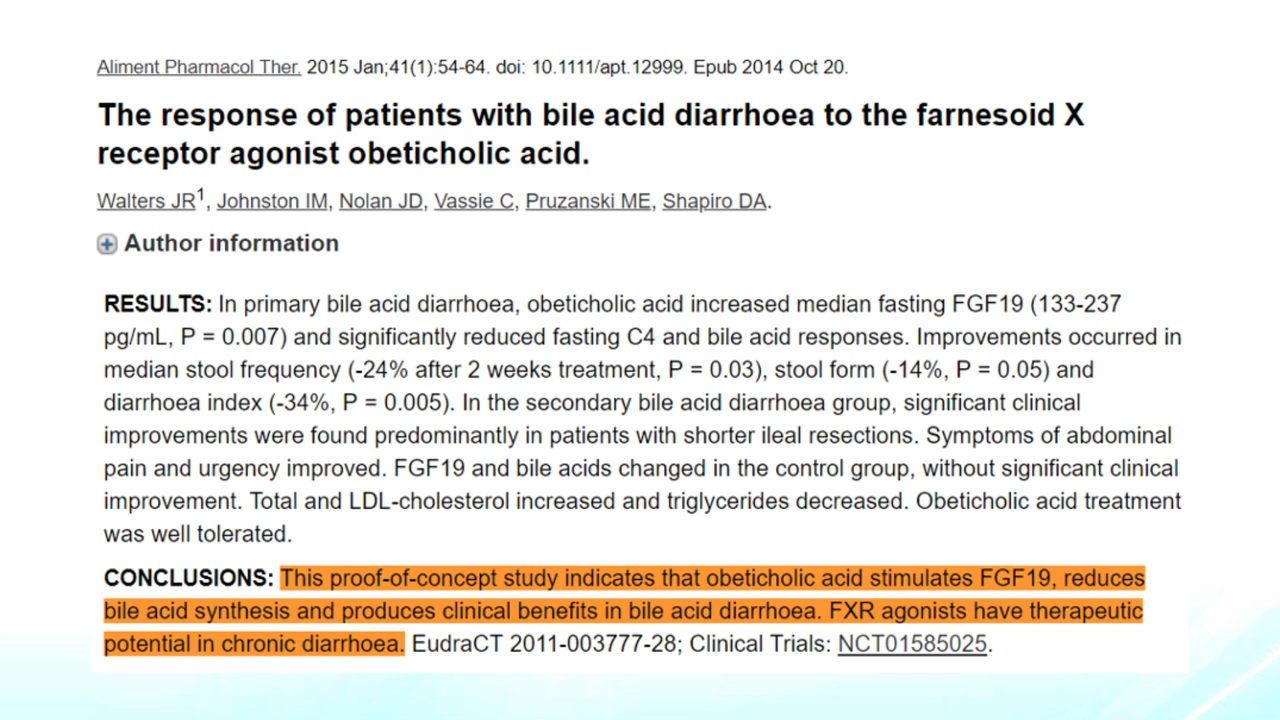 Aliment Pharmacol Ther. 2015 Jan;41(1):54-64. doi: 10.1111/apt.12999. Epub 2014 Oct 20.
The response of patients with bile acid diarrhoea to the farnesoid X
receptor agonist obeticholic acid.
Walters JR1, Johnston IM, Nolan JD, Vassie C, Pruzanski ME, Shapiro DA.
Author information
RESULTS: In primary bile acid diarrhoea, obeticholic acid increased median fasting FGF19 (133-237
pg/mL, P = 0.007) and significantly reduced fasting C4 and bile acid responses. Improvements occurred in
median stool frequency (-24% after 2 weeks treatment, P = 0.03), stool form (-14%, P = 0.05) and
diarrhoea index (-34%, P = 0.005). In the secondary bile acid diarrhoea group, significant clinical
improvements were found predominantly in patients with shorter ileal resections. Symptoms of abdominal
pain and urgency improved. FGF19 and bile acids changed in the control group, without significant clinical
improvement. Total and LDL-cholesterol increased and triglycerides decreased. Obeticholic acid treatment
was well tolerated.
CONCLUSIONS: This proof-of-concept study indicates that obeticholic acid stimulates FGF19, reduces
bile acid synthesis and produces clinical benefits in bile acid diarrhoea. FXR agonists have therapeutic
potential in chronic diarrhoea. EudraCT 2011-003777-28; Clinical Trials: NCT01585025.